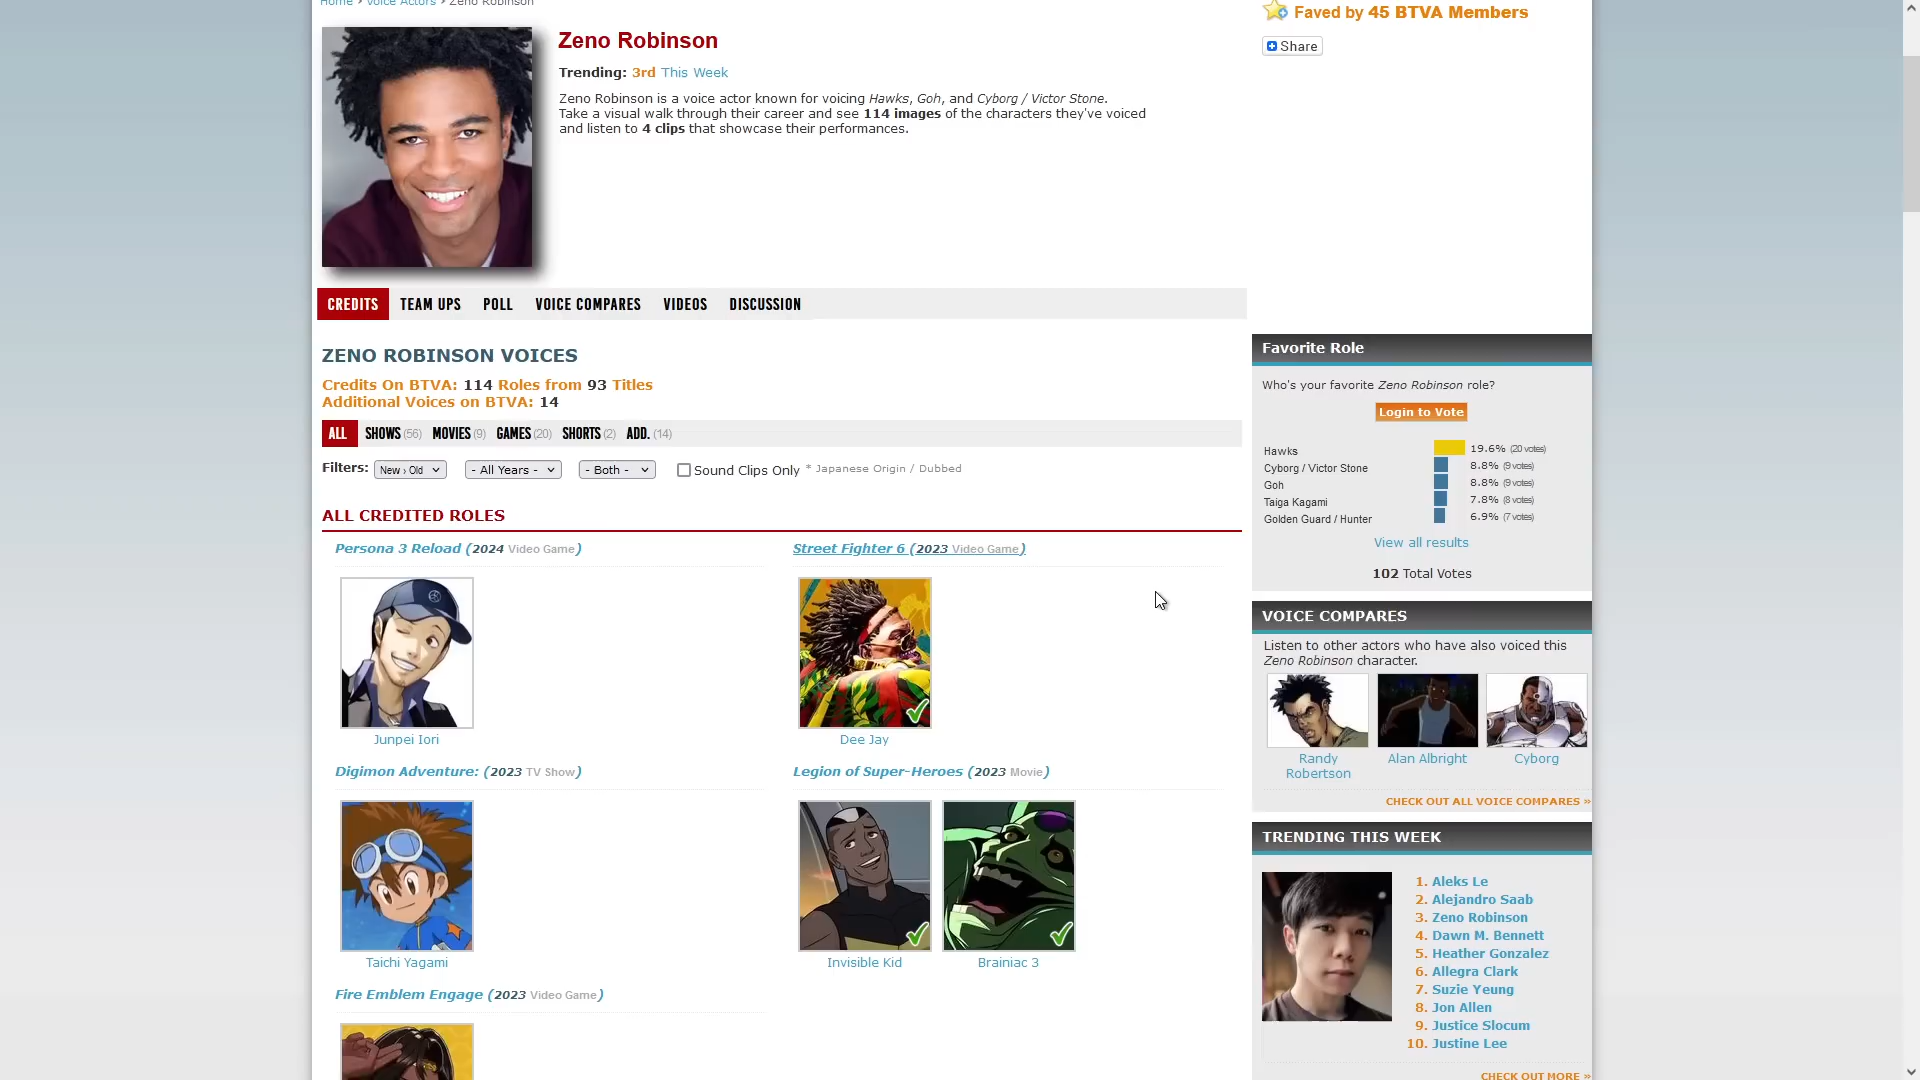 Home › Voice Actors › Zeno Robinson
Faved by 45 BTVA Members
Share
Zeno Robinson
Trending: 3rd This Week
Zeno Robinson is a voice actor known for voicing Hawks, Goh, and Cyborg / Victor Stone.
Take a visual walk through their career and see 114 images of the characters they've voiced
and listen to 4 clips that showcase their performances.
CREDITS TEAM UPS POLL VOICE COMPARES VIDEOS DISCUSSION
ZENO ROBINSON VOICES
Credits On BTVA: 114 Roles from 93 Titles
Additional Voices on BTVA: 14
ALL SHOWS (56) MOVIES (9) GAMES (20) SHORTS (2) ADD. (14)
Filters: New › Old - All Years - - Both - Sound Clips Only * Japanese Origin / Dubbed
ALL CREDITED ROLES
Persona 3 Reload (2024 Video Game)
Junpei Iori
Street Fighter 6 (2023 Video Game)
Dee Jay
Digimon Adventure: (2023 TV Show)
Taichi Yagami
Legion of Super-Heroes (2023 Movie)
Invisible Kid
Brainiac 3
Fire Emblem Engage (2023 Video Game)
Favorite Role
Who's your favorite Zeno Robinson role?
Login to Vote
Hawks 19.6% (20 votes)
Cyborg / Victor Stone 8.8% (9 votes)
Goh 8.8% (9 votes)
Taiga Kagami 7.8% (8 votes)
Golden Guard / Hunter 6.9% (7 votes)
View all results
102 Total Votes
VOICE COMPARES
Listen to other actors who have also voiced this
Zeno Robinson character.
Randy
Robertson
Alan Albright
Cyborg
CHECK OUT ALL VOICE COMPARES »
TRENDING THIS WEEK
1. Aleks Le
2. Alejandro Saab
3. Zeno Robinson
4. Dawn M. Bennett
5. Heather Gonzalez
6. Allegra Clark
7. Suzie Yeung
8. Jon Allen
9. Justice Slocum
10. Justine Lee
CHECK OUT MORE »